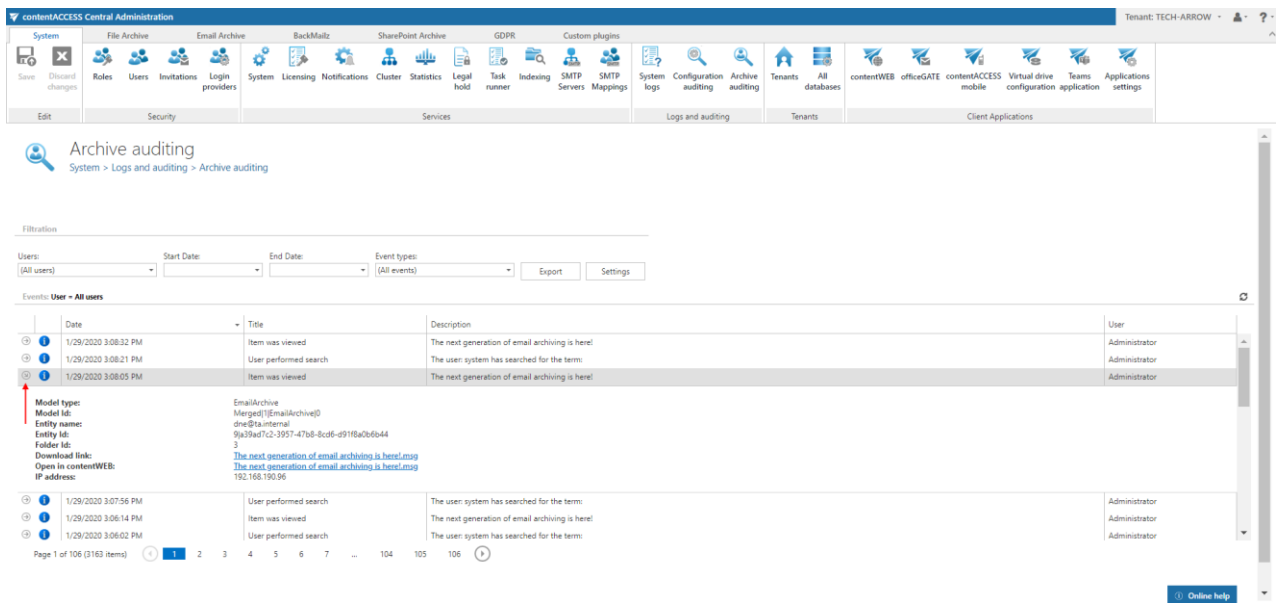 contentACCESS Central Administration
Tenant: TECH-ARROW
?
System File Archive Email Archive BackMailz SharePoint Archive GDPR Custom plugins
Save Discard changes Roles Users Invitations Login providers System Licensing Notifications Cluster Statistics Legal hold Task runner Indexing SMTP Servers SMTP Mappings System logs Configuration auditing Archive auditing Tenants All databases contentWEB officeGATE contentACCESS mobile Virtual drive configuration Teams application Applications settings
Edit Security Services Logs and auditing Tenants Client Applications
Archive auditing
System > Logs and auditing > Archive auditing
Filtration
Users: Start Date: End Date: Event types:
(All users) (All events) Export Settings
Events: User = All users
Date Title Description User
1/29/2020 3:08:32 PM Item was viewed The next generation of email archiving is here! Administrator
1/29/2020 3:08:21 PM User performed search The user: system has searched for the term: Administrator
1/29/2020 3:08:05 PM Item was viewed The next generation of email archiving is here! Administrator
Model type: EmailArchive
Model Id: Merged|1|EmailArchive|0
Entity name: dne@ta.internal
Entity Id: 9|a39ad7c2-3957-47b8-8cd6-d91f8a0b6b44
Folder Id: 3
Download link: The next generation of email archiving is here!.msg
Open in contentWEB: The next generation of email archiving is here!.msg
IP address: 192.168.190.96
1/29/2020 3:07:56 PM User performed search The user: system has searched for the term: Administrator
1/29/2020 3:06:14 PM Item was viewed The next generation of email archiving is here! Administrator
1/29/2020 3:06:02 PM User performed search The user: system has searched for the term: Administrator
Page 1 of 106 (3163 items) 1 2 3 4 5 6 7 ... 104 105 106
Online help